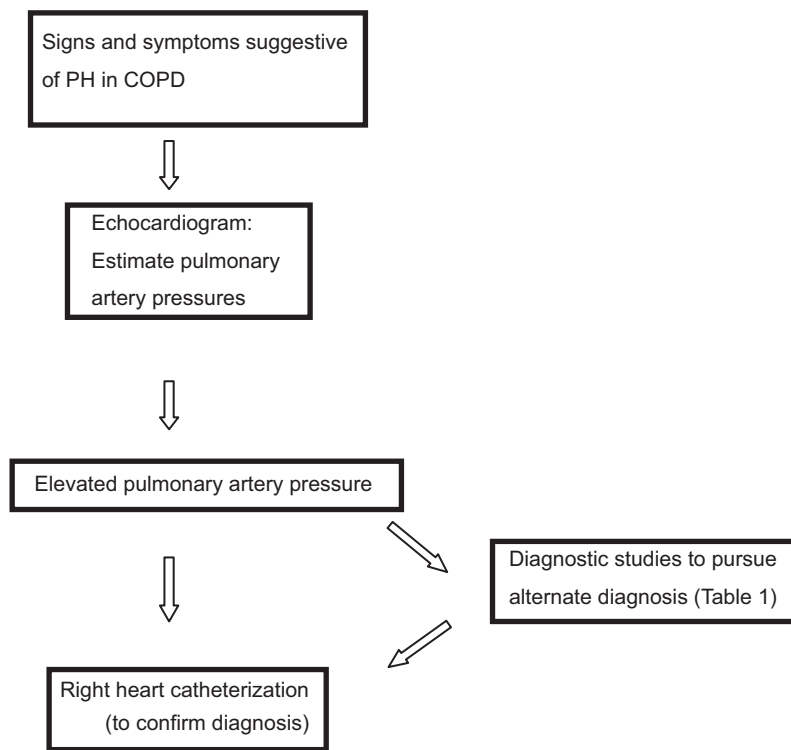 Signs and symptoms suggestive
of PH in COPD
Echocardiogram:
Estimate pulmonary
artery pressures
Elevated pulmonary artery pressure
Diagnostic studies to pursue
alternate diagnosis (Table 1)
Right heart catheterization
(to confirm diagnosis)